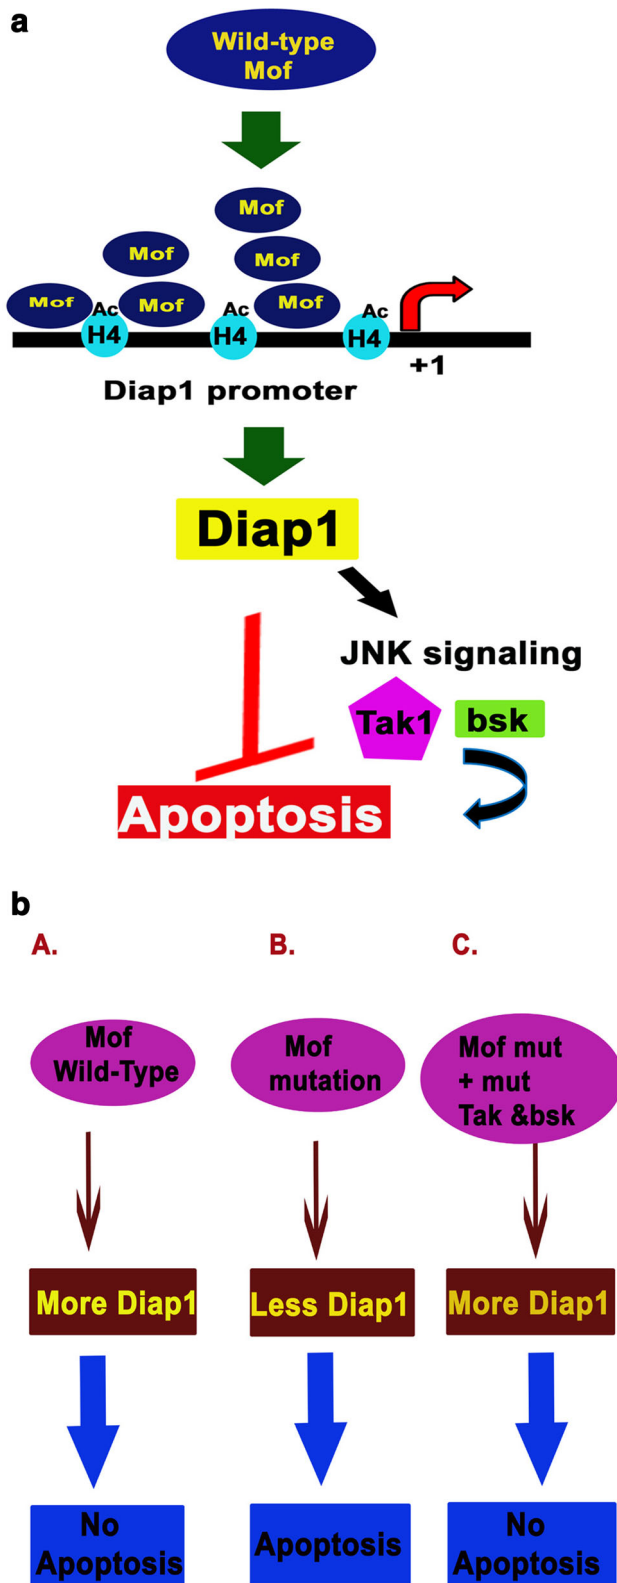 a
Wild-type
Mof
Mof
Mof
Mof
Mof
Mof
Mof
Ac
Ac
Ac
H4
H4
H4
+1
Diap1 promoter
Diap1
JNK signaling
Tak1
bsk
Apoptosis
b
A.
B.
C.
Mof
Wild-Type
Mof
mutation
Mof mut
+ mut
Tak &bsk
More Diap1
Less Diap1
More Diap1
No
Apoptosis
Apoptosis
No
Apoptosis